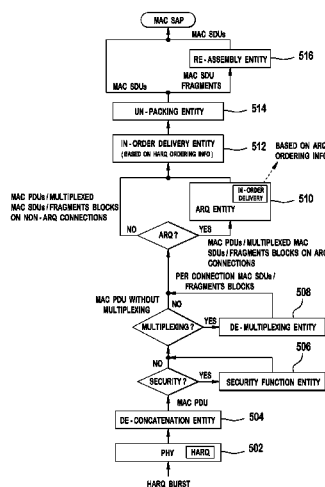 MAC SAP
MAC SDUs
RE-ASSEMBLY ENTITY
516
MAC SDUs
MAC SDU
FRAGMENTS
UN-PACKING ENTITY
514
IN-ORDER DELIVERY ENTITY
(BASED ON HARQ ORDERING INFO)
512
BASED ON ARQ
ORDERING INFO
IN-ORDER
DELIVERY
ARQ ENTITY
510
MAC PDUs/MULTIPLEXED
MAC SDUs/FRAGMENTS BLOCKS
ON NON-ARQ CONNECTIONS
NO
ARQ?
YES
MAC PDUs/MULTIPLEXED MAC
SDUs/FRAGMENTS BLOCKS ON ARQ
CONNECTIONS
PER CONNECTION MAC SDUs/
FRAGMENTS BLOCKS
MAC PDU WITHOUT
MULTIPLEXING
NO
508
MULTIPLEXING?
YES
DE-MULTIPLEXING ENTITY
506
NO
SECURITY?
YES
SECURITY FUNCTION ENTITY
MAC PDU
DE-CONCATENATION ENTITY
504
PHY
HARQ
502
HARQ BURST